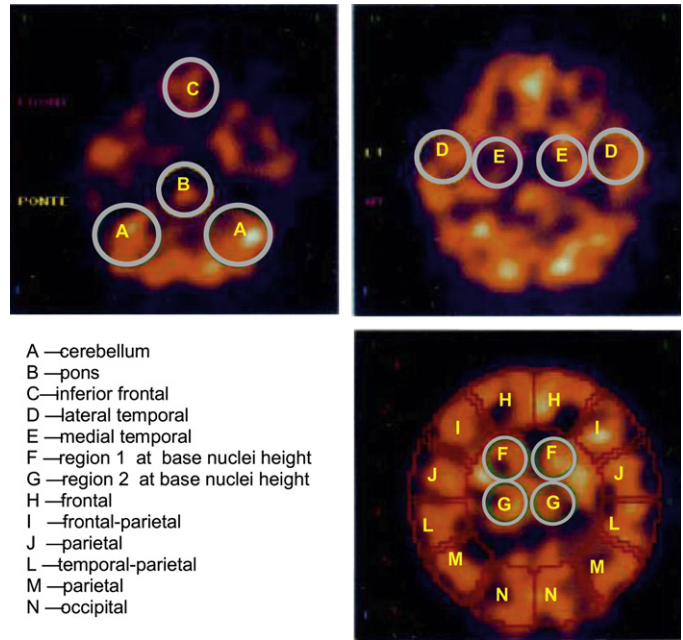 C
B
PONTE
A A
D E E D
A —cerebellum
B —pons
C—inferior frontal
D —lateral temporal
E —medial temporal
F —region 1 at base nuclei height
G —region 2 at base nuclei height
H —frontal
I —frontal-parietal
J —parietal
L —temporal-parietal
M —parietal
N —occipital
H H
I I
F F
J J
G G
L L
M M
N N